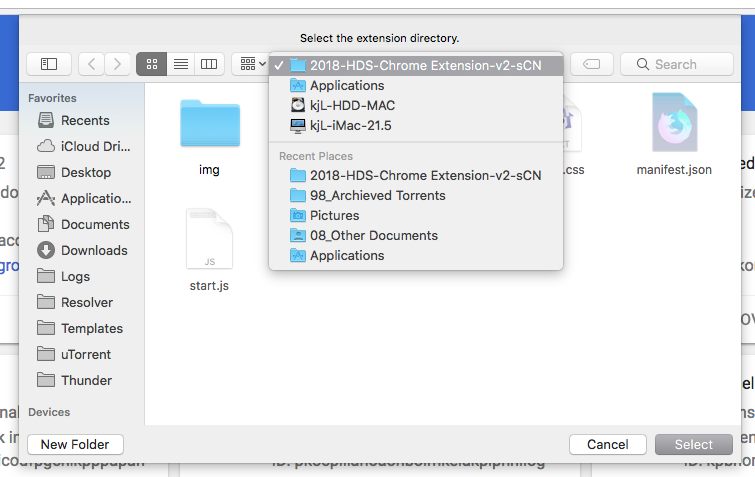 Select the extension directory.
2018-HDS-Chrome Extension-v2-sCN
Search
Applications
kjL-HDD-MAC
kjL-iMac-21.5
Recent Places
2018-HDS-Chrome Extension-v2-sCN
98_Archieved Torrents
Pictures
08_Other Documents
Applications
Favorites
Recents
iCloud Dri...
Desktop
Applicatio...
Documents
Downloads
Logs
Resolver
Templates
uTorrent
Thunder
Devices
img
.css
manifest.json
JS
start.js
New Folder
Cancel
Select